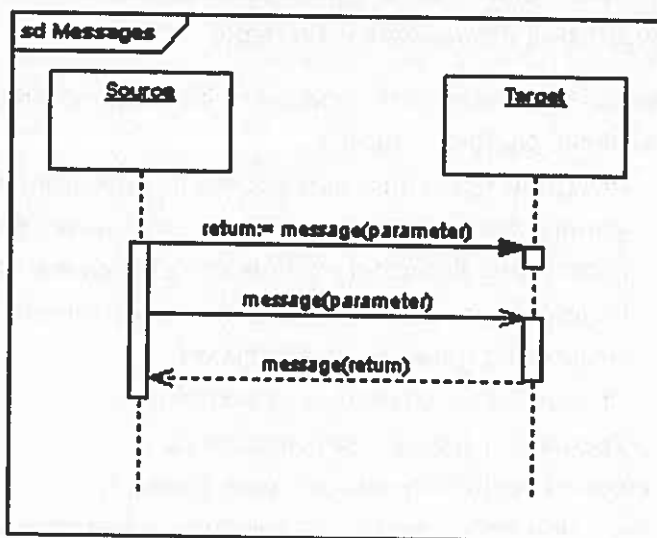 sd Messages
Source
Target
return:= message(parameter)
message(parameter)
message(return)